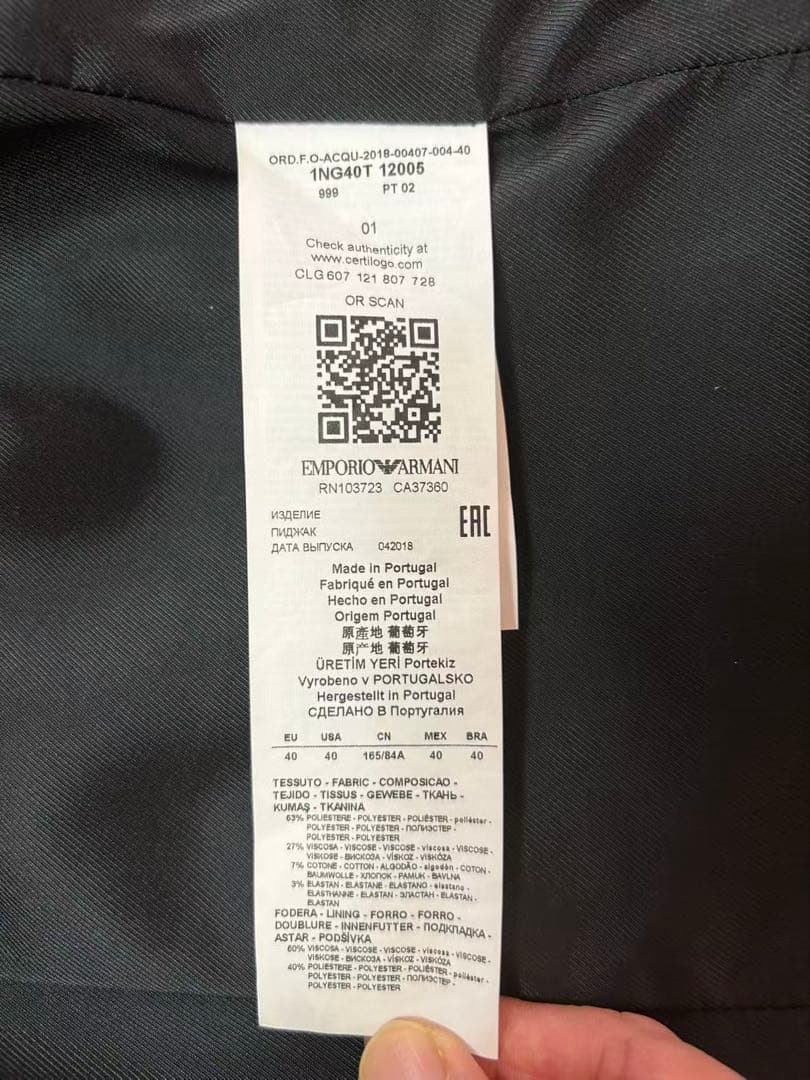 ORD.F.O-ACQU-2018-00407-004-40
1NG40T 12005
999 PT 02
01
Check authenticity at
www.certilogo.com
CLG 607 121 807 728
OR SCAN
EMPORIO ARMANI
RN103723 CA37360
ИЗДЕЛИЕ
EAC
ПИДЖАК
ДАТА ВЫПУСКА 042018
Made in Portugal
Fabriqué en Portugal
Hecho en Portugal
Origem Portugal
原產地 葡萄牙
原产地 葡萄牙
ÜRETİM YERİ Portekiz
Vyrobeno v PORTUGALSKO
Hergestellt in Portugal
СДЕЛАНО В Португалия
EU USA CN MEX BRA
40 40 165/84A 40 40
TESSUTO - FABRIC - COMPOSICAO -
TEJIDO - TISSUS - GEWEBE - ТКАНЬ -
KUMAŞ - TKANINA
63% POLIESTERE - POLYESTER - POLIÉSTER - poliéster -
POLYESTER - POLYESTER - ПОЛИЭСТЕР -
POLYESTER - POLYESTER
27% VISCOSA - VISCOSE - VISCOSE - viscosa - VISCOSE -
VISKOSE - ВИСКОЗА - VİSKOZ - VISKÓZA
7% COTONE - COTTON - ALGODÃO - algodón - COTON -
BAUMWOLLE - ХЛОПОК - PAMUK - BAVLNA
3% ELASTAN - ELASTANE - ELASTANO - elastano -
ELASTHANNE - ELASTAN - ЭЛАСТАН - ELASTAN -
ELASTAN
FODERA - LINING - FORRO - FORRO -
DOUBLURE - INNENFUTTER - ПОДКЛАДКА -
ASTAR - PODŠÍVKA
60% VISCOSA - VISCOSE - VISCOSE - viscosa - VISCOSE -
VISKOSE - ВИСКОЗА - VİSKOZ - VISKÓZA
40% POLIESTERE - POLYESTER - POLIÉSTER - poliéster -
POLYESTER - POLYESTER - ПОЛИЭСТЕР -
POLYESTER - POLYESTER